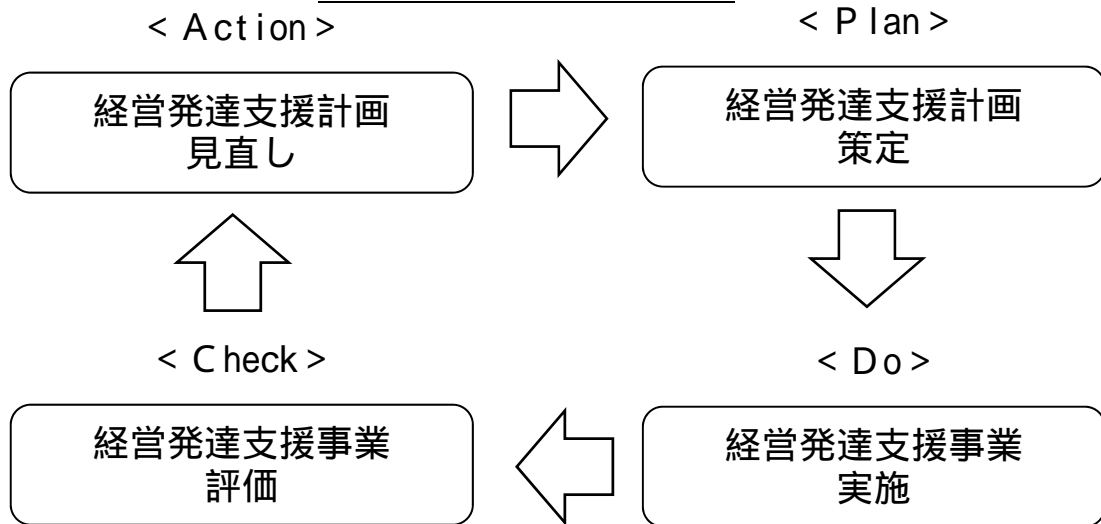 ＜Action＞
＜Plan＞
経営発達支援計画
見直し
経営発達支援計画
策定
＜Check＞
＜Do＞
経営発達支援事業
評価
経営発達支援事業
実施